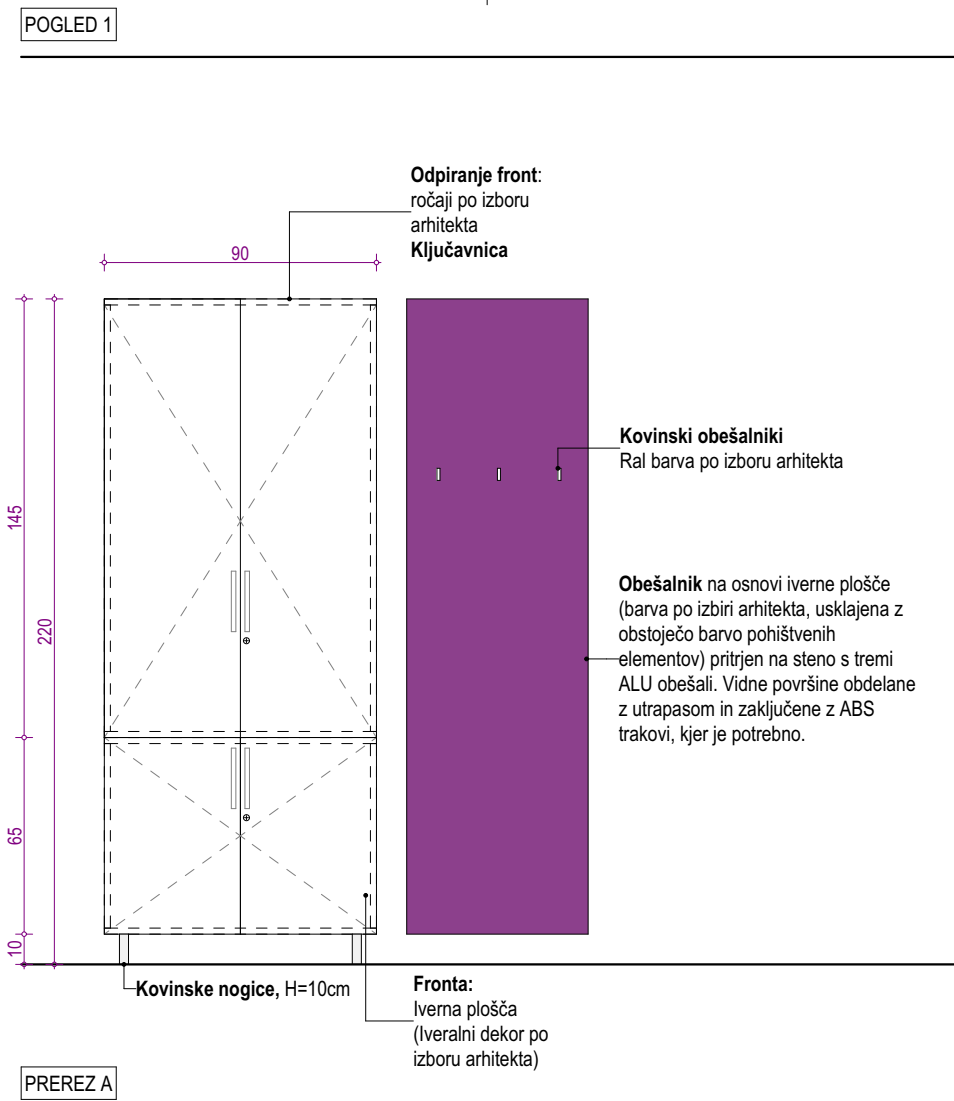 POGLED 1
Odpiranje front:
ročaji po izboru
arhitekta
Ključavnica
90
Kovinski obešalniki
Ral barva po izboru arhitekta
145
220
Obešalnik na osnovi iverne plošče
(barva po izbiri arhitekta, usklajena z
obstoječo barvo pohištvenih
elementov) pritrjen na steno s tremi
ALU obešali. Vidne površine obdelane
z utrapasom in zaključene z ABS
trakovi, kjer je potrebno.
65
10
Kovinske nogice, H=10cm
Fronta:
Iverna plošča
(Iveralni dekor po
izboru arhitekta)
PREREZ A